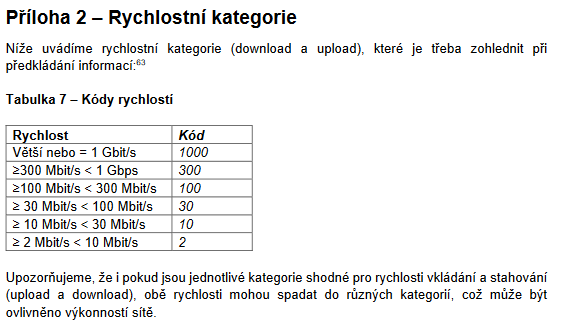 Příloha 2 – Rychlostní kategorie
Níže uvádíme rychlostní kategorie (download a upload), které je třeba zohlednit při
předkládání informací:63
Tabulka 7 – Kódy rychlostí
Rychlost Kód
Větší nebo = 1 Gbit/s 1000
≥300 Mbit/s < 1 Gbps 300
≥100 Mbit/s < 300 Mbit/s 100
≥ 30 Mbit/s < 100 Mbit/s 30
≥ 10 Mbit/s < 30 Mbit/s 10
≥ 2 Mbit/s < 10 Mbit/s 2
Upozorňujeme, že i pokud jsou jednotlivé kategorie shodné pro rychlosti vkládání a stahování
(upload a download), obě rychlosti mohou spadat do různých kategorií, což může být
ovlivněno výkonností sítě.